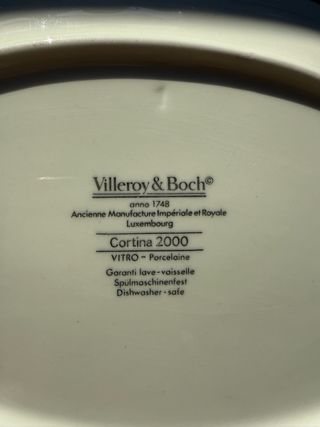 Villeroy & Boch©
anno 1748
Ancienne Manufacture Impériale et Royale
Luxembourg
Cortina 2000
VITRO - Porcelaine
Garanti lave-vaisselle
Spülmaschinenfest
Dishwasher-safe